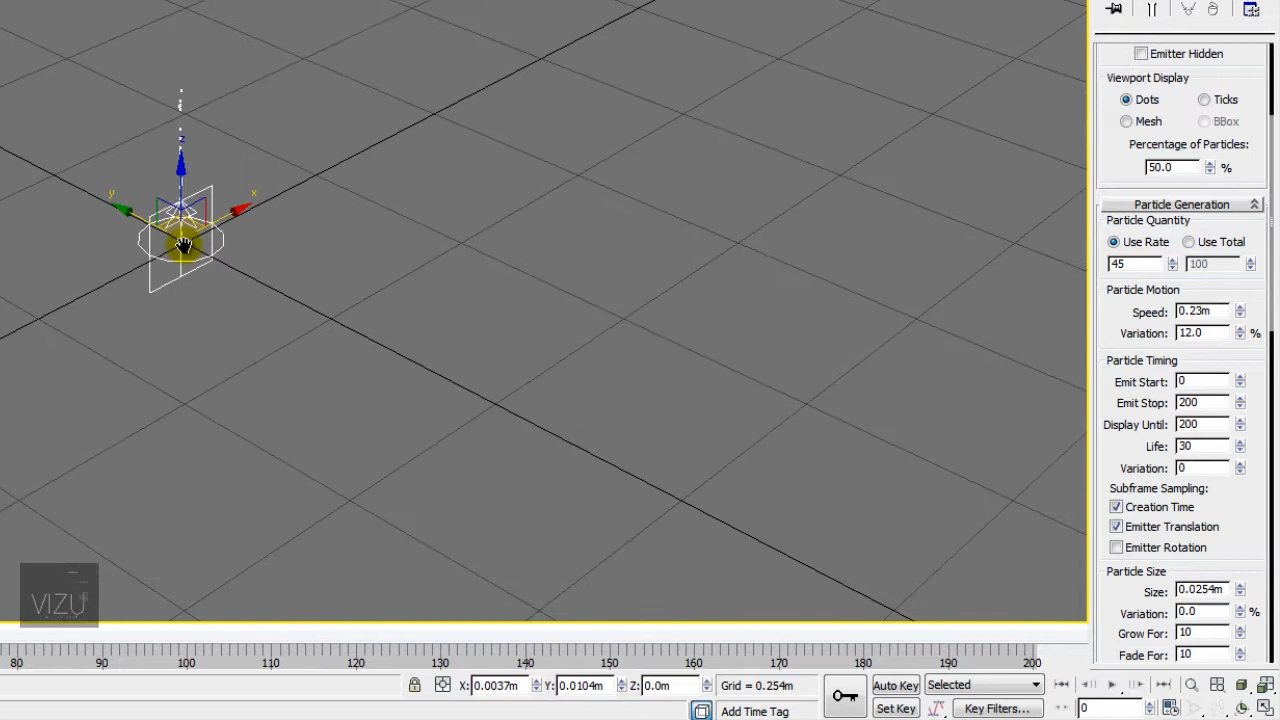 Emitter Hidden
Viewport Display
Dots Ticks
Mesh BBox
Percentage of Particles:
50.0 %
Particle Generation
Particle Quantity
Use Rate Use Total
45 100
Particle Motion
Speed: 0.23m
Variation: 12.0 %
Particle Timing
Emit Start: 0
Emit Stop: 200
Display Until: 200
Life: 30
Variation: 0
Subframe Sampling:
Creation Time
Emitter Translation
Emitter Rotation
Particle Size
Size: 0.0254m
Variation: 0.0 %
Grow For: 10
Fade For: 10
z
y
x
VIZU
80 90 100 110 120 130 140 150 160 170 180 190 200
X: 0.0037m Y: 0.0104m Z: 0.0m Grid = 0.254m Auto Key Selected
Add Time Tag Set Key Key Filters... 0